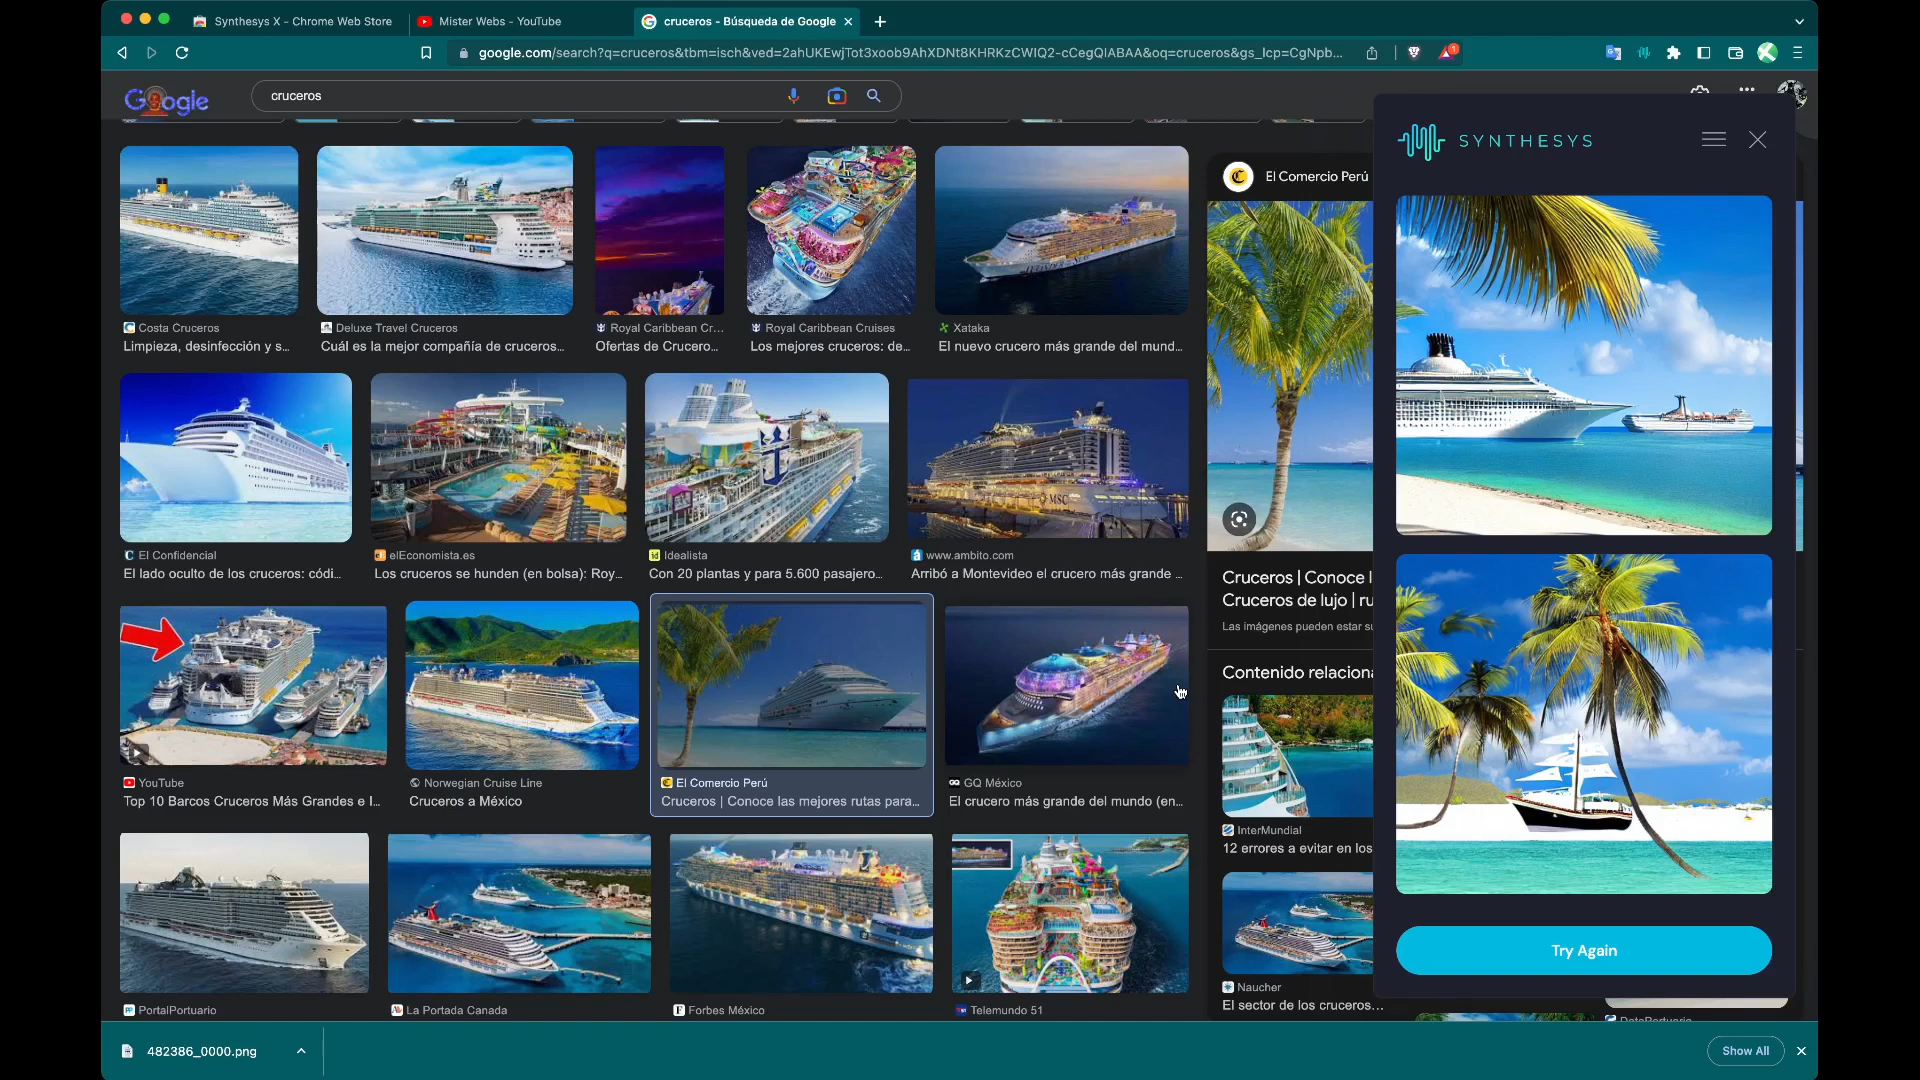 Synthesys X - Chrome Web Store
Mister Webs - YouTube
cruceros - Búsqueda de Google
google.com/search?q=cruceros&tbm=isch&ved=2ahUKEwjTot3xoob9AhXDNt8KHRKzCWIQ2-cCegQIABAA&oq=cruceros&gs_lcp=CgNpb...
1
Google
cruceros
SYNTHESYS
El Comercio Perú
Costa Cruceros
Limpieza, desinfección y s...
Deluxe Travel Cruceros
Cuál es la mejor compañía de cruceros...
Royal Caribbean Cr...
Ofertas de Crucero...
Royal Caribbean Cruises
Los mejores cruceros: de...
Xataka
El nuevo crucero más grande del mund...
MSC
El Confidencial
El lado oculto de los cruceros: códi...
elEconomista.es
Los cruceros se hunden (en bolsa): Roy...
Idealista
Con 20 plantas y para 5.600 pasajero...
www.ambito.com
Arribó a Montevideo el crucero más grande ...
Cruceros | Conoce l
Cruceros de lujo | ru
Las imágenes pueden estar su
Contenido relaciona
YouTube
Top 10 Barcos Cruceros Más Grandes e I...
Norwegian Cruise Line
Cruceros a México
El Comercio Perú
Cruceros | Conoce las mejores rutas para...
GQ México
El crucero más grande del mundo (en...
InterMundial
12 errores a evitar en los
Try Again
PortalPortuario
La Portada Canada
Forbes México
Telemundo 51
Naucher
El sector de los cruceros...
482386_0000.png
Show All